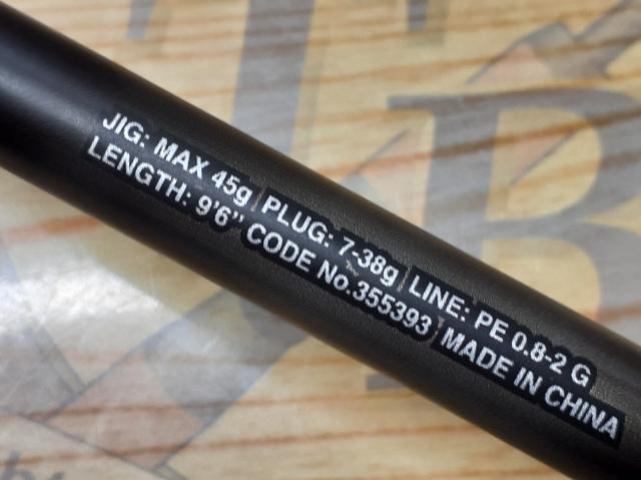 JIG: MAX 45g | PLUG: 7-38g | LINE: PE 0.8-2 G
LENGTH: 9'6" CODE No.355393 | MADE IN CHINA